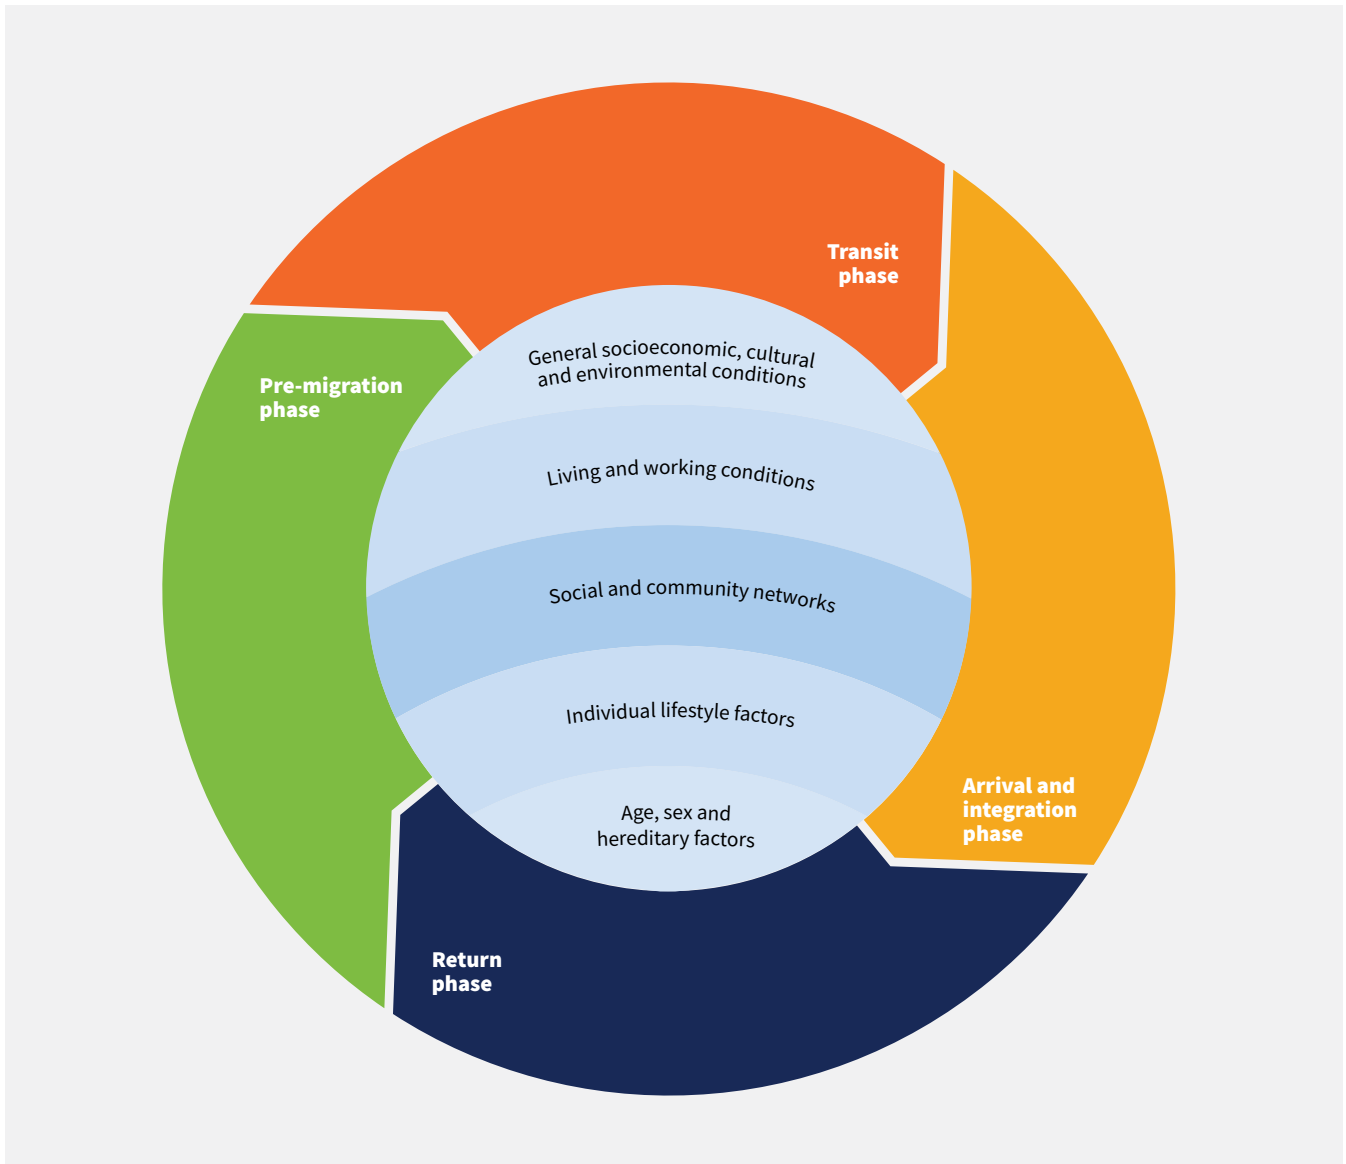 Transit
phase
General socioeconomic, cultural
and environmental conditions
Pre-migration
phase
Living and working conditions
Social and community networks
Individual lifestyle factors
Arrival and
integration
phase
Age, sex and
hereditary factors
Return
phase